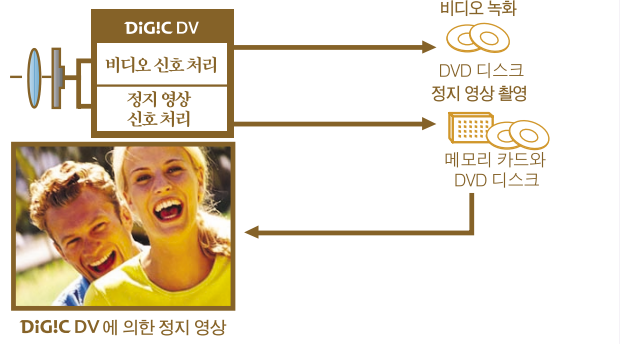 비디오 녹화
DiG!C DV
비디오 신호 처리
DVD 디스크
정지 영상
신호 처리
정지 영상 촬영
메모리 카드와
DVD 디스크
DiG!C DV 에 의한 정지 영상